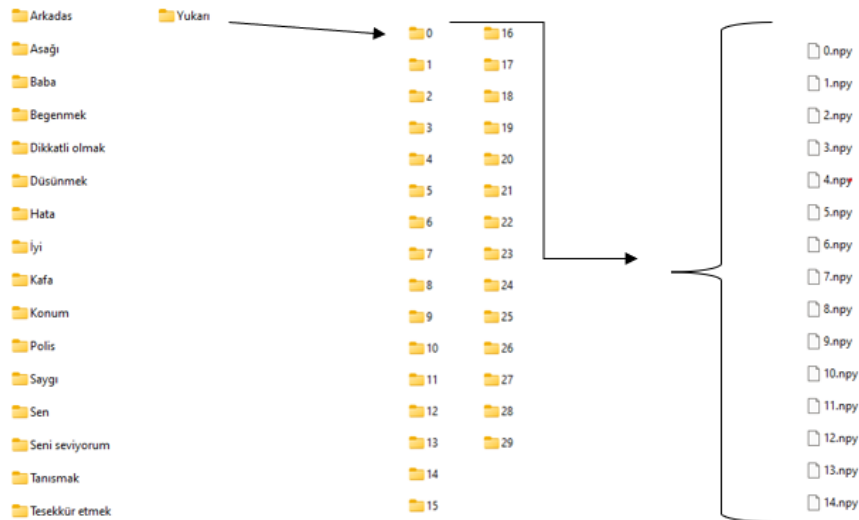 Arkadas
Asağı
Baba
Begenmek
Dikkatli olmak
Düsünmek
Hata
İyi
Kafa
Konum
Polis
Saygı
Sen
Seni seviyorum
Tanısmak
Tesekkür etmek
Yukarı
0
1
2
3
4
5
6
7
8
9
10
11
12
13
14
15
16
17
18
19
20
21
22
23
24
25
26
27
28
29
0.npy
1.npy
2.npy
3.npy
4.npy
5.npy
6.npy
7.npy
8.npy
9.npy
10.npy
11.npy
12.npy
13.npy
14.npy